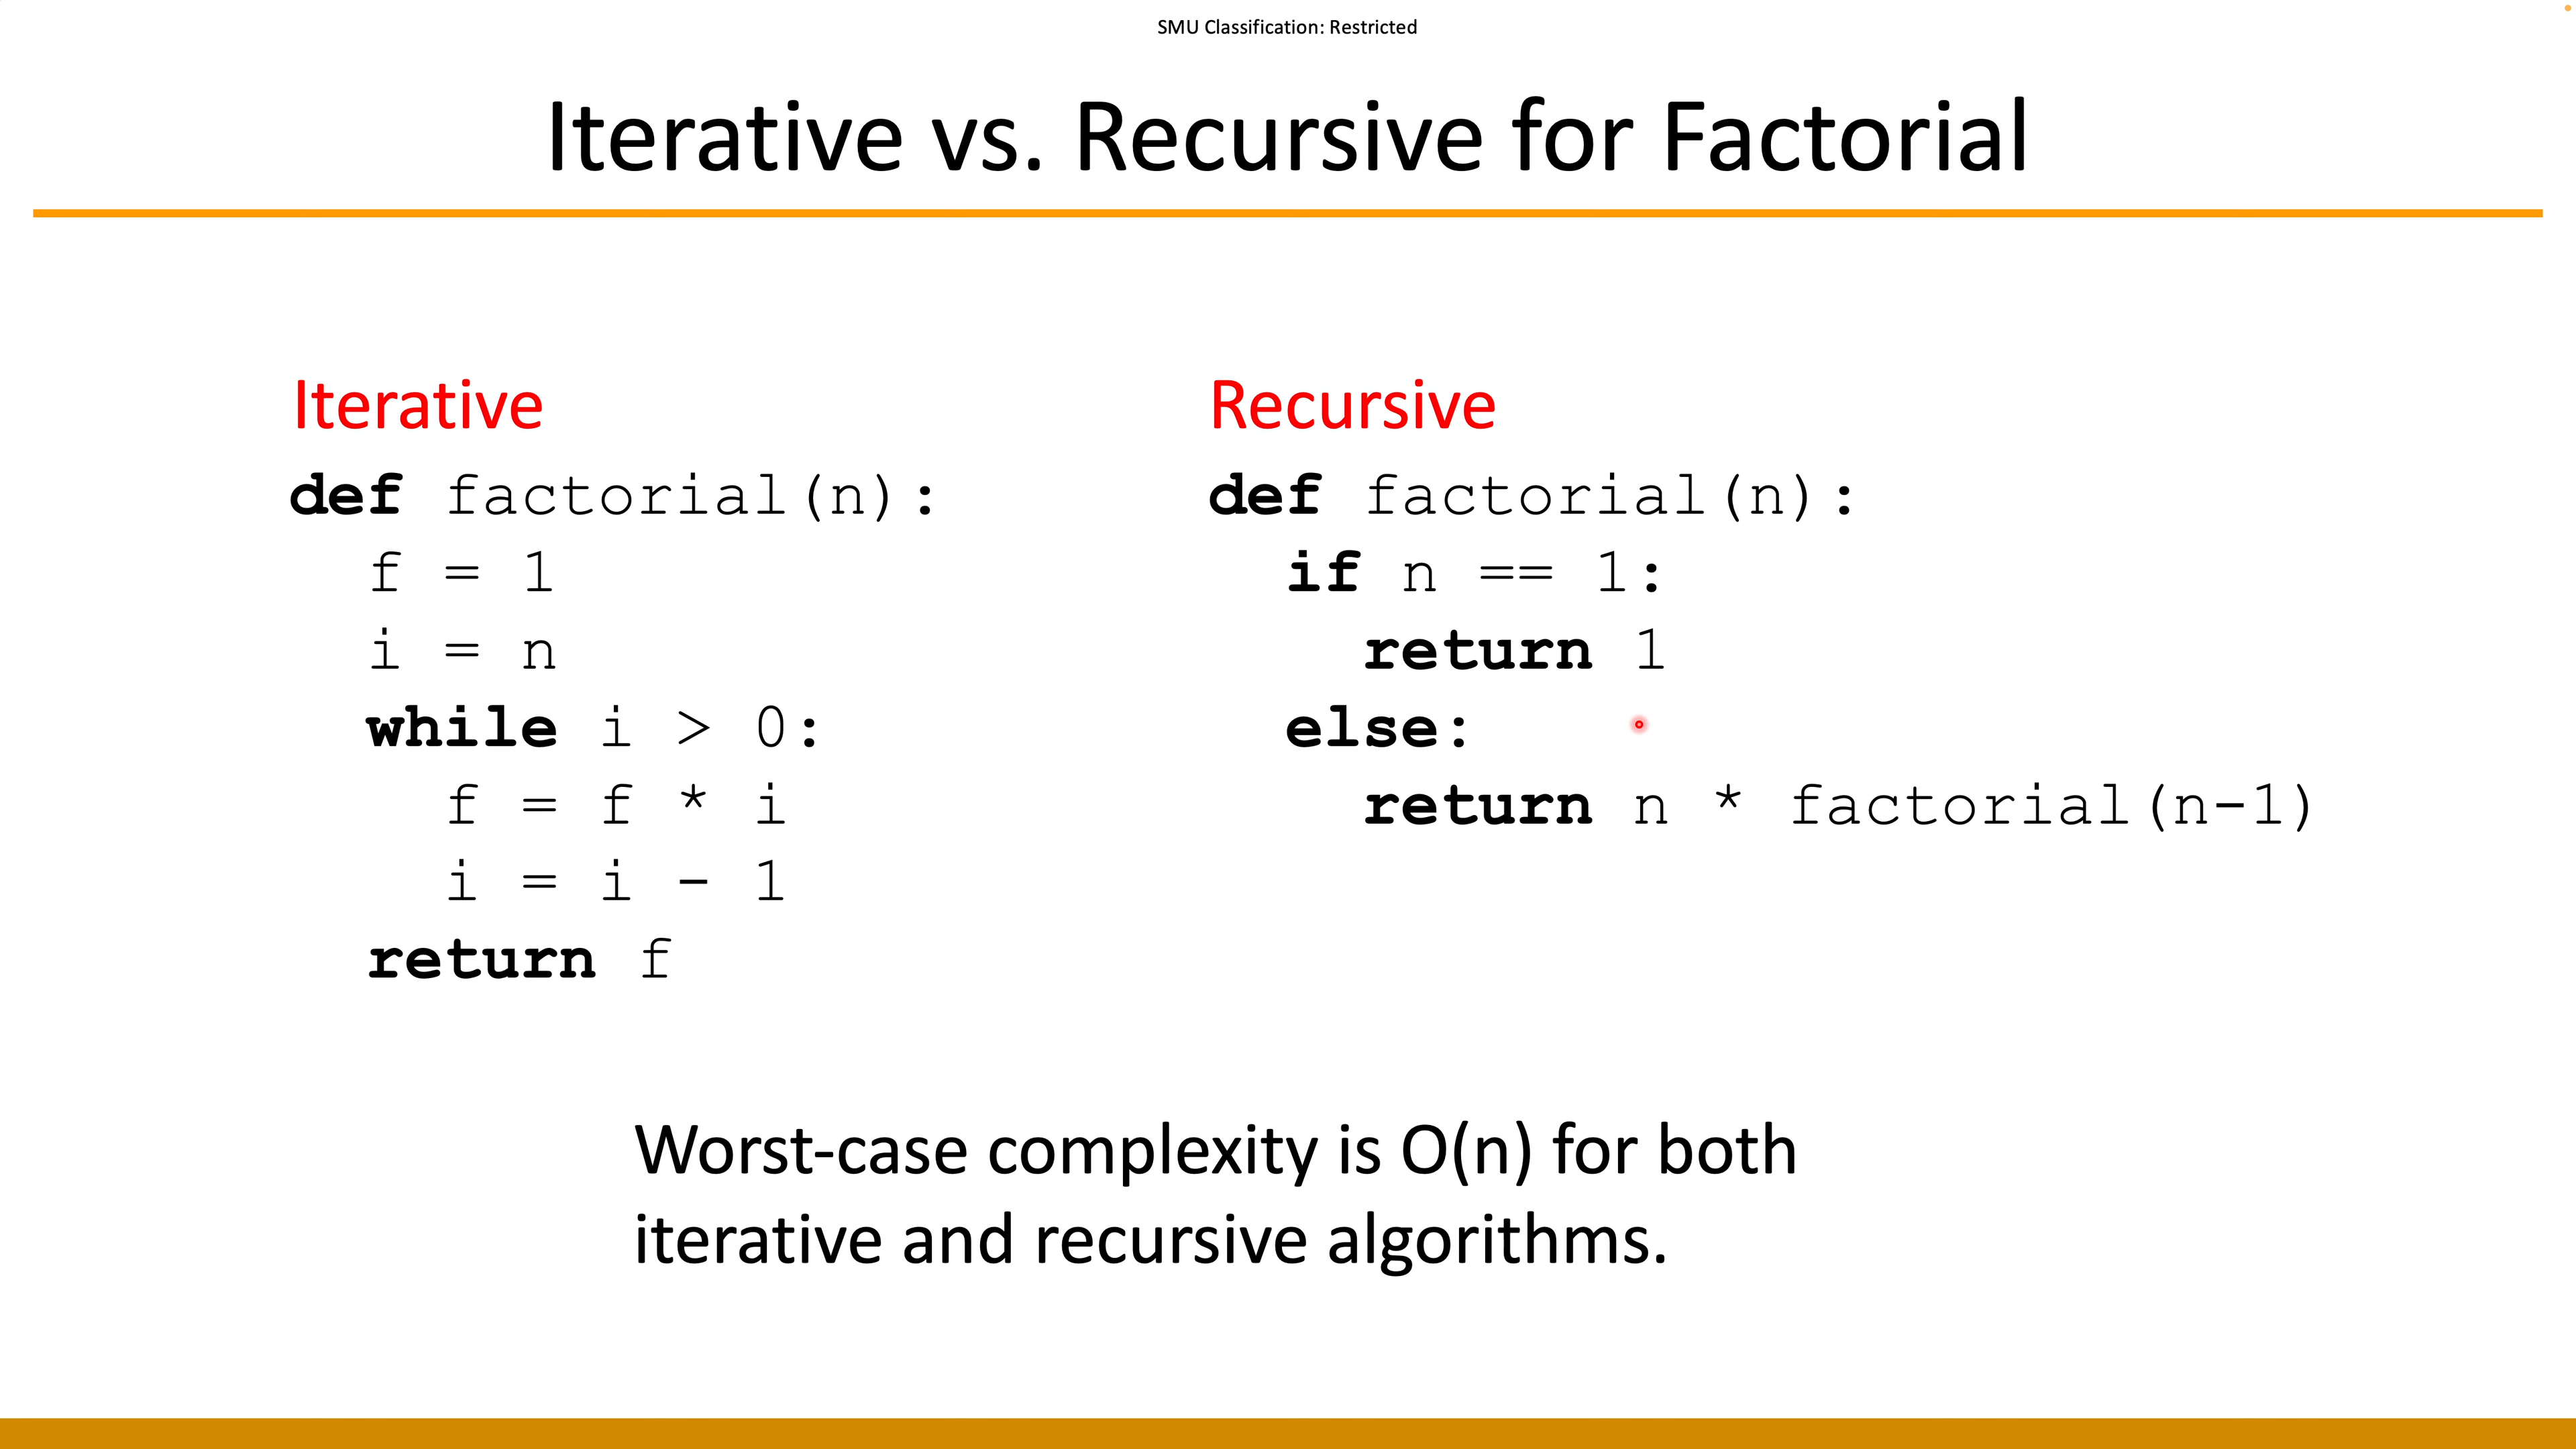 SMU Classification: Restricted
Iterative vs. Recursive for Factorial
Iterative
def factorial(n):
f = 1
i = n
while i > 0:
f = f * i
i = i - 1
return f
Recursive
def factorial(n):
if n == 1:
return 1
else:
return n * factorial(n-1)
Worst-case complexity is O(n) for both
iterative and recursive algorithms.